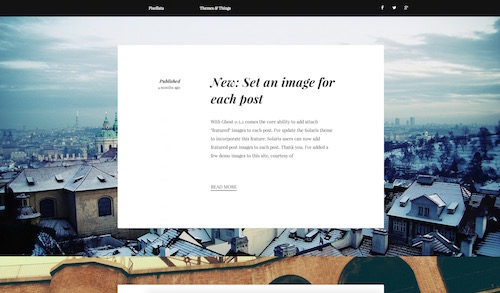 Pixellata
Themes & Things
Published
4 months ago
New: Set an image for
each post
With Ghost 0.3.2 comes the core ability to add attach
"featured" images to each post. I've update the Solaris theme
to incorporate this feature. Solaris users can now add
featured post images to each post. Thank you, I've added a
few demo images to this site, courtesy of
READ MORE